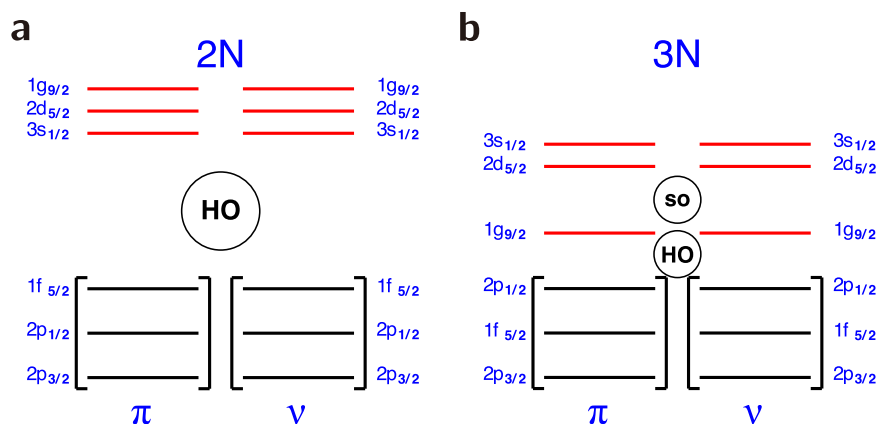 a
2N
1g9/2 1g9/2
2d5/2 2d5/2
3s1/2 3s1/2
HO
1f 5/2 1f 5/2
2p1/2 2p1/2
2p3/2 2p3/2
π ν
b
3N
3s1/2 3s1/2
2d5/2 2d5/2
so
1g9/2 1g9/2
HO
2p1/2 2p1/2
1f 5/2 1f 5/2
2p3/2 2p3/2
π ν